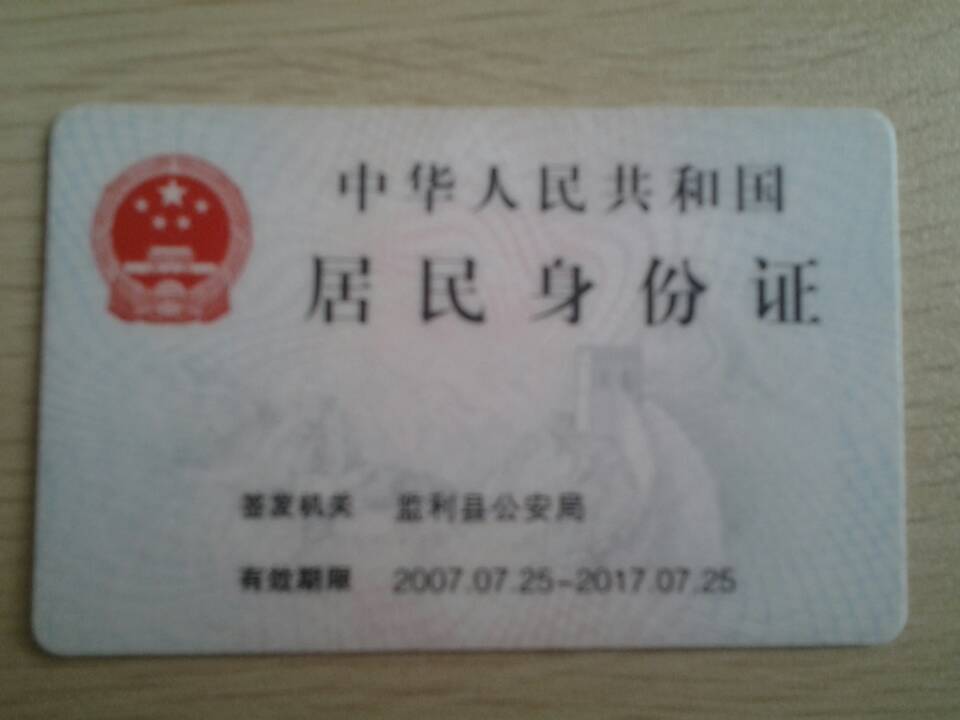 中华人民共和国
居民身份证
签发机关 监利县公安局
有效期限 2007.07.25-2017.07.25